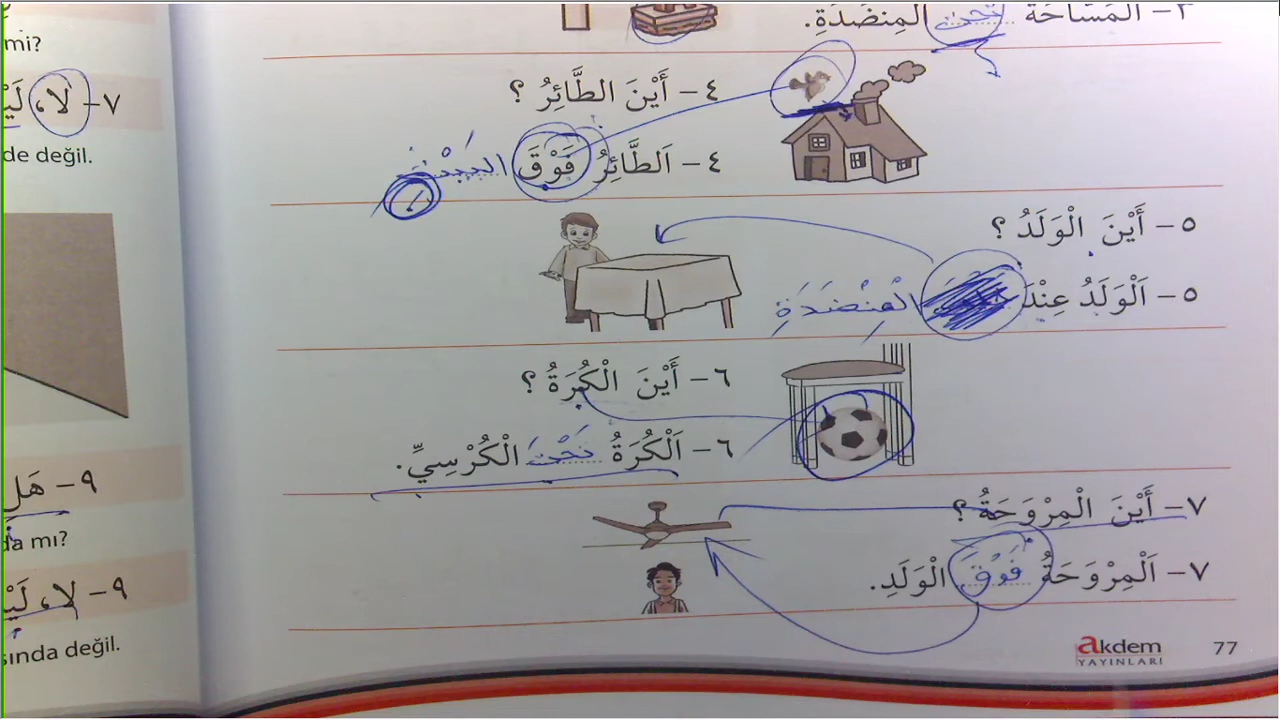 ٣- اَلْمَسَّاحَةُ تَحْتَ الْمِنْضَدَةِ.
٤- أَيْنَ الطَّائِرُ ؟
٤- اَلطَّائِرُ فَوْقَ الْبَيْتِ
٥- أَيْنَ الْوَلَدُ ؟
٥- اَلْوَلَدُ عِنْدَ الْمِنْضَدَةِ
٦- أَيْنَ الْكُرَةُ ؟
٦- اَلْكُرَةُ تَحْتَ الْكُرْسِيِّ.
٧- أَيْنَ الْمِرْوَحَةُ ؟
٧- اَلْمِرْوَحَةُ فَوْقَ الْوَلَدِ.
akdem
YAYINLARI
77
mi?
٧- لَا،
de değil.
٩- هَلْ
da mı?
٩- لَا،
sında değil.